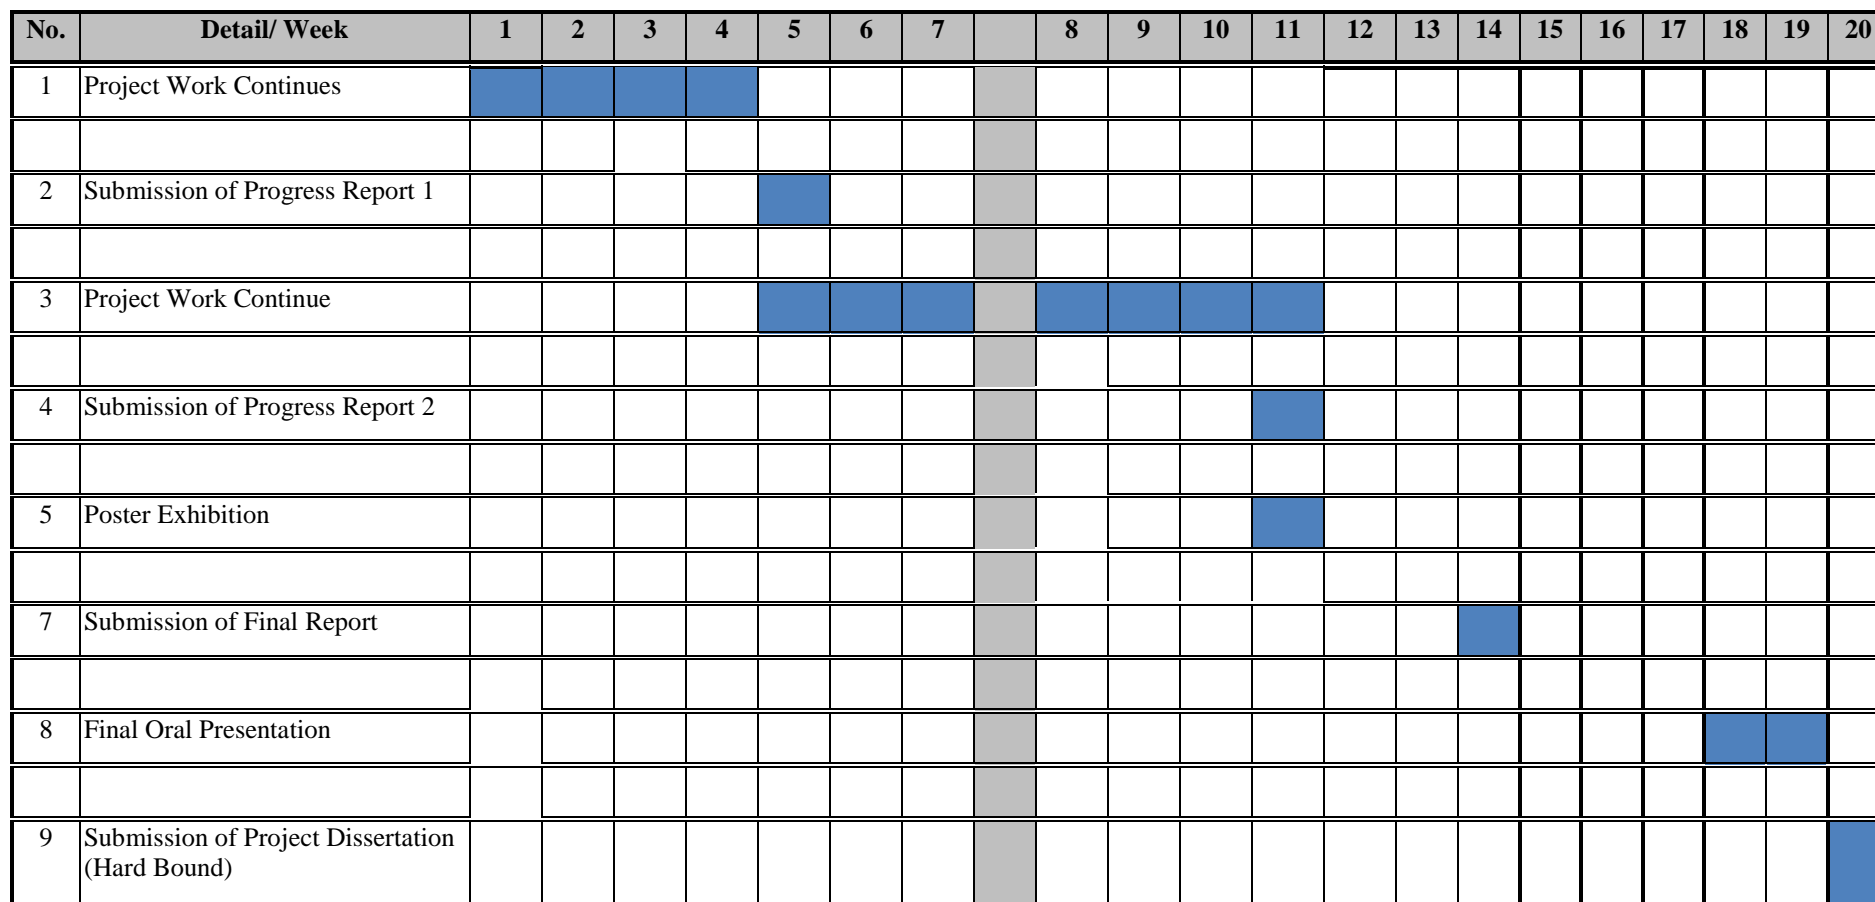 No. Detail/ Week 1 2 3 4 5 6 7 8 9 10 11 12 13 14 15 16 17 18 19 20
1 Project Work Continues
2 Submission of Progress Report 1
3 Project Work Continue
4 Submission of Progress Report 2
5 Poster Exhibition
7 Submission of Final Report
8 Final Oral Presentation
9 Submission of Project Dissertation
(Hard Bound)